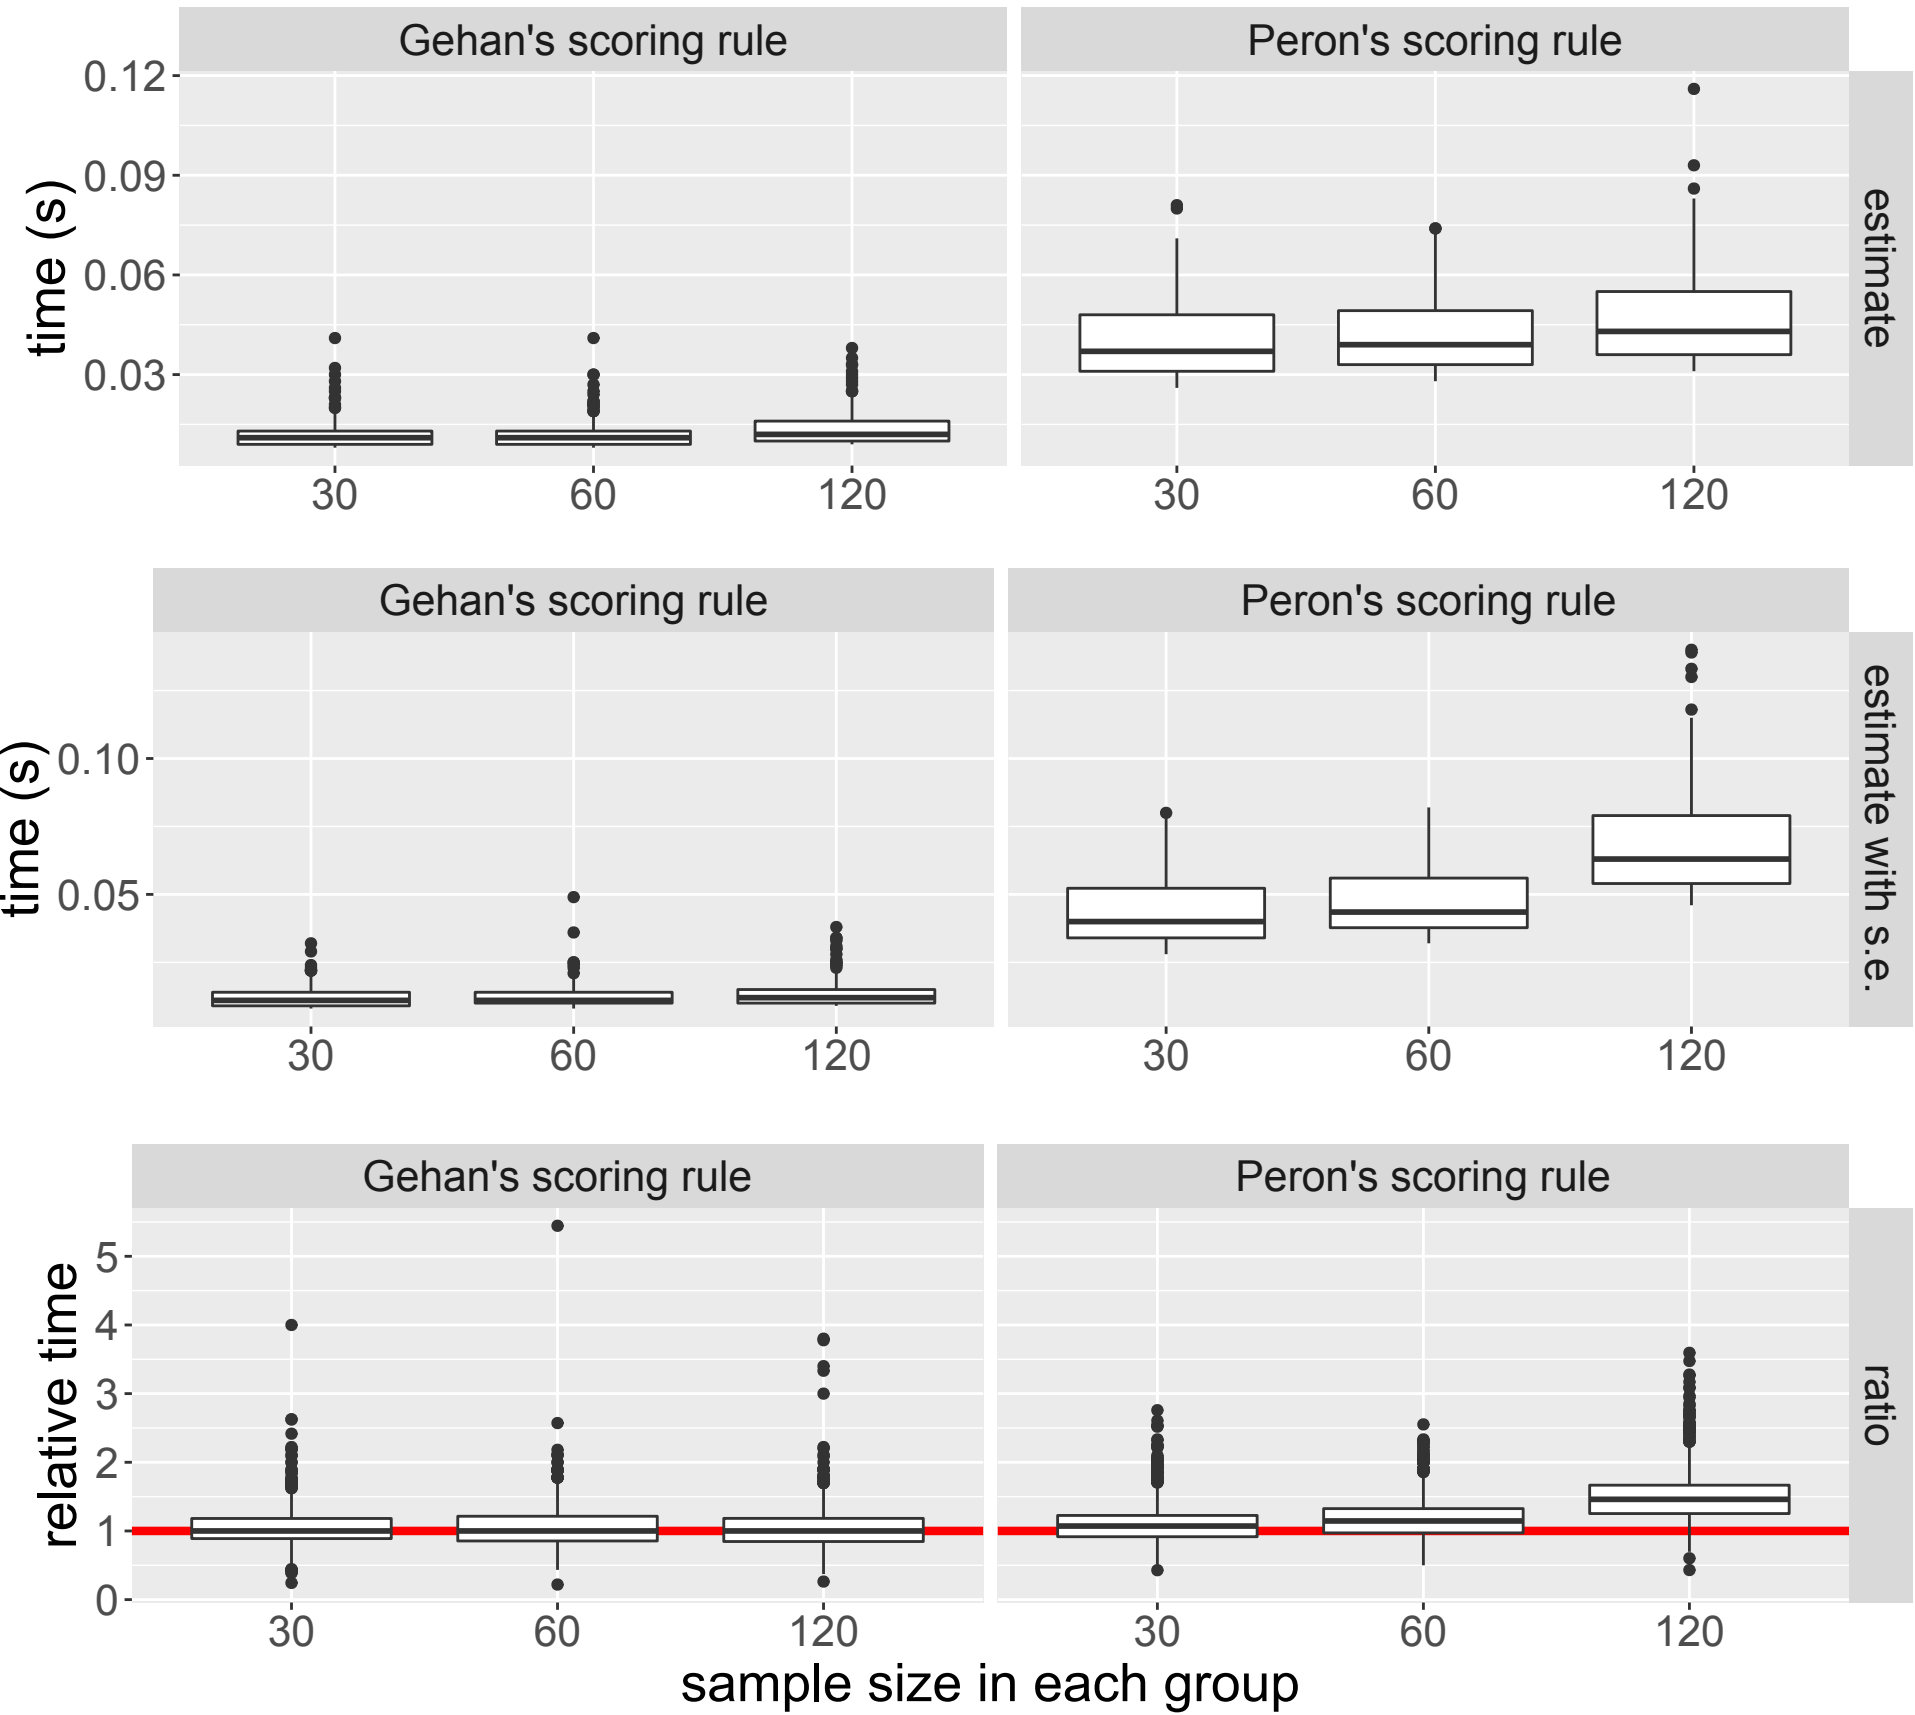 Gehan's scoring rule
Peron's scoring rule
0.12
0.09
0.06
0.03
time (s)
estimate
30
60
120
30
60
120
Gehan's scoring rule
Peron's scoring rule
0.10
0.05
time (s)
estimate with s.e.
30
60
120
30
60
120
Gehan's scoring rule
Peron's scoring rule
5
4
3
2
1
0
relative time
ratio
30
60
120
30
60
120
sample size in each group